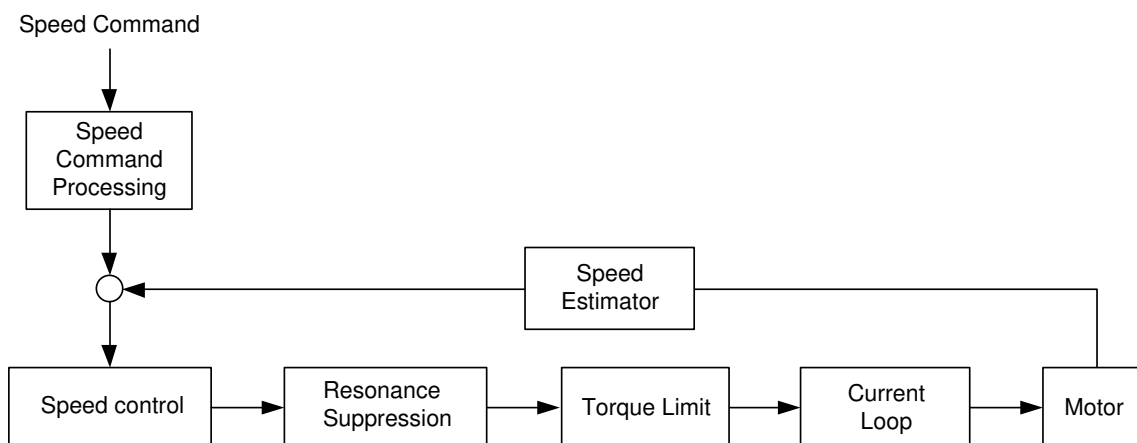 Speed Command
Speed
Command
Processing
Speed
Estimator
Speed control
Resonance
Suppression
Torque Limit
Current
Loop
Motor